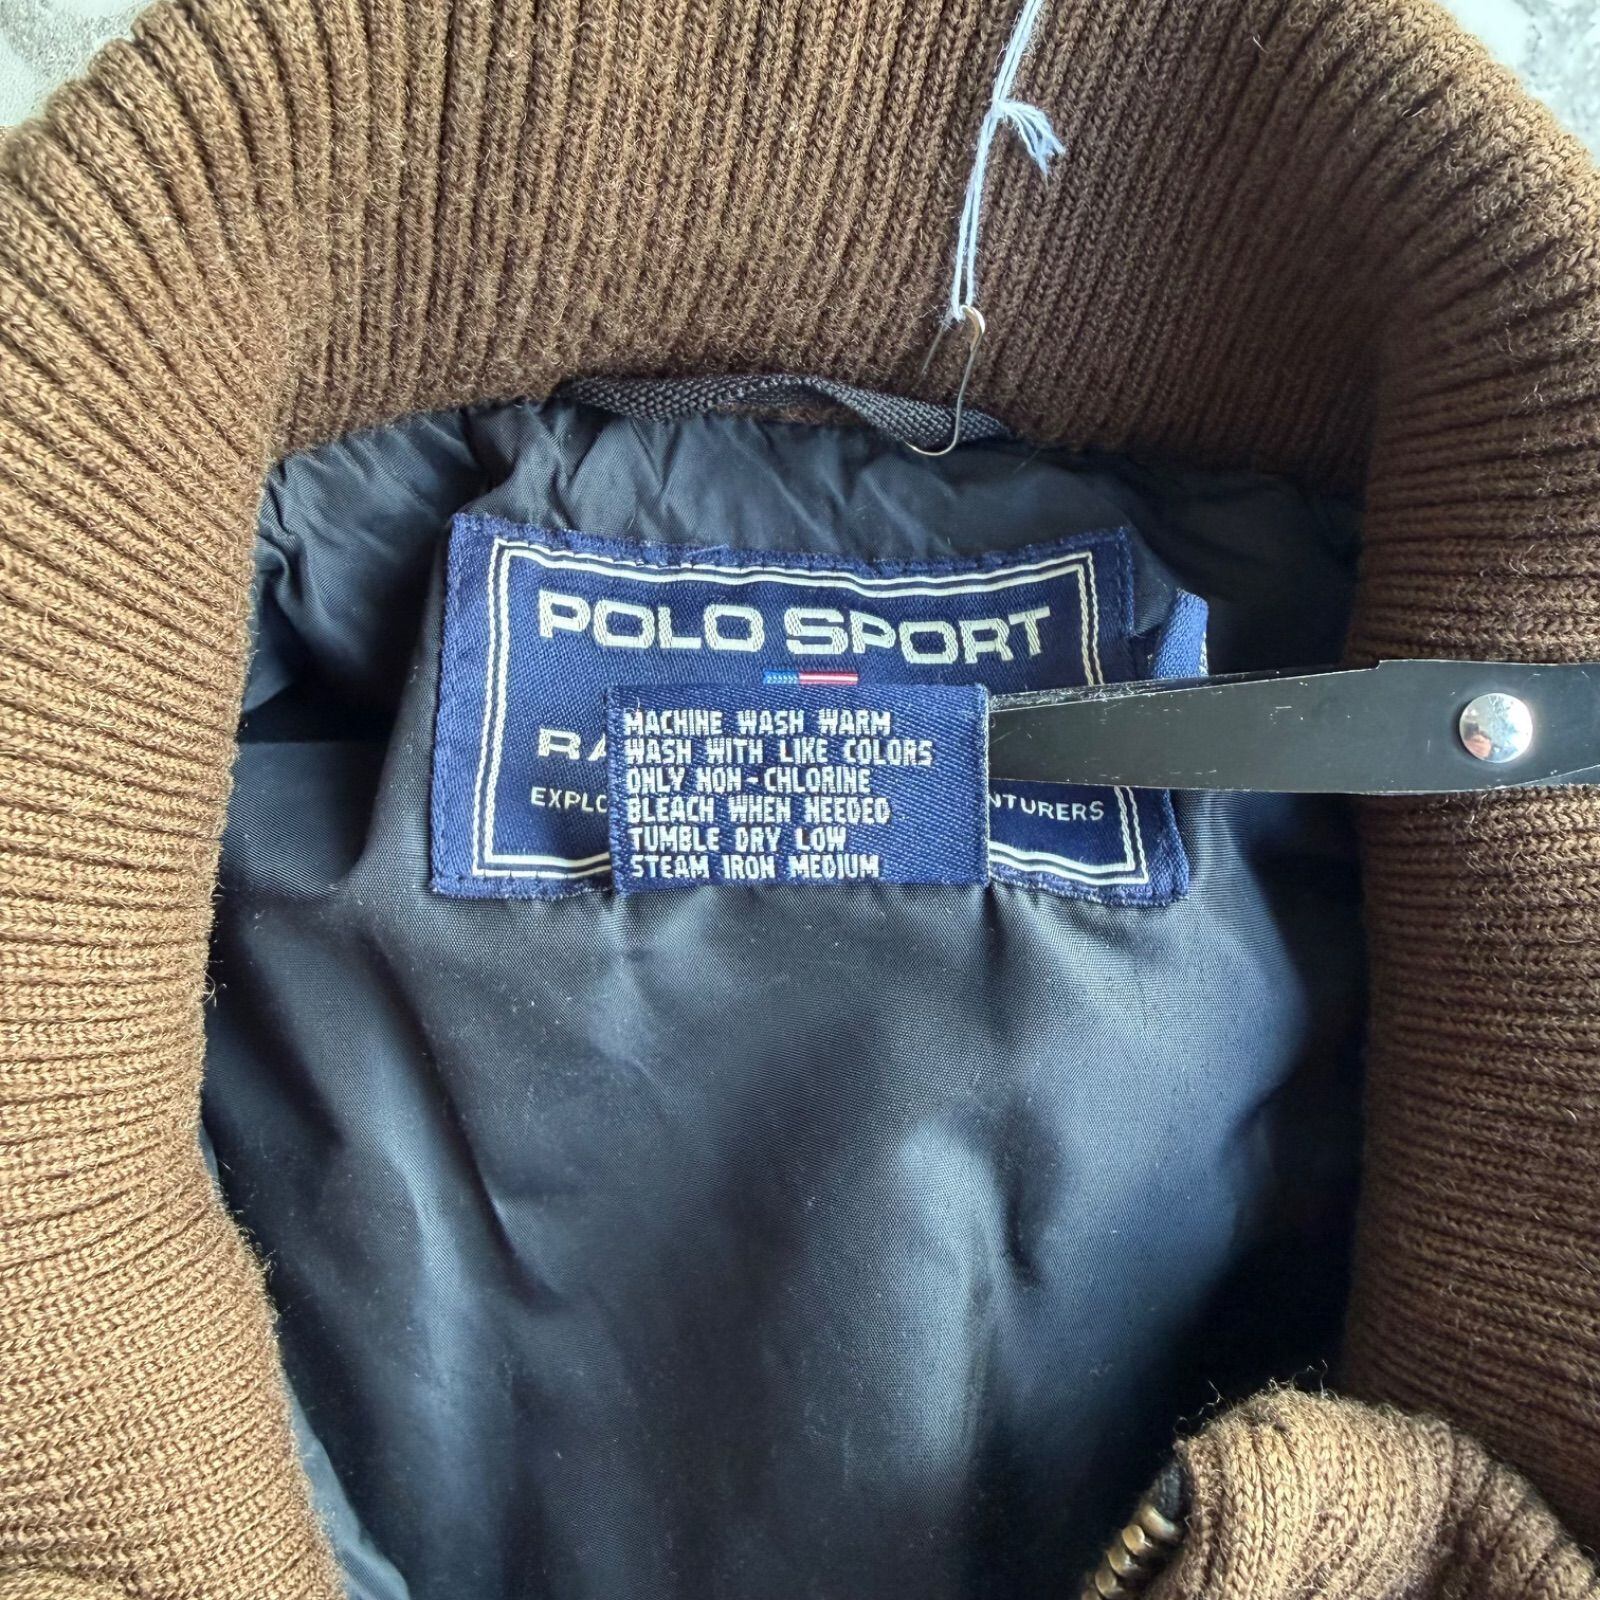 POLO SPORT
RA
EXPLO NTURERS
MACHINE WASH WARM
WASH WITH LIKE COLORS
ONLY NON-CHLORINE
BLEACH WHEN NEEDED
TUMBLE DRY LOW
STEAM IRON MEDIUM